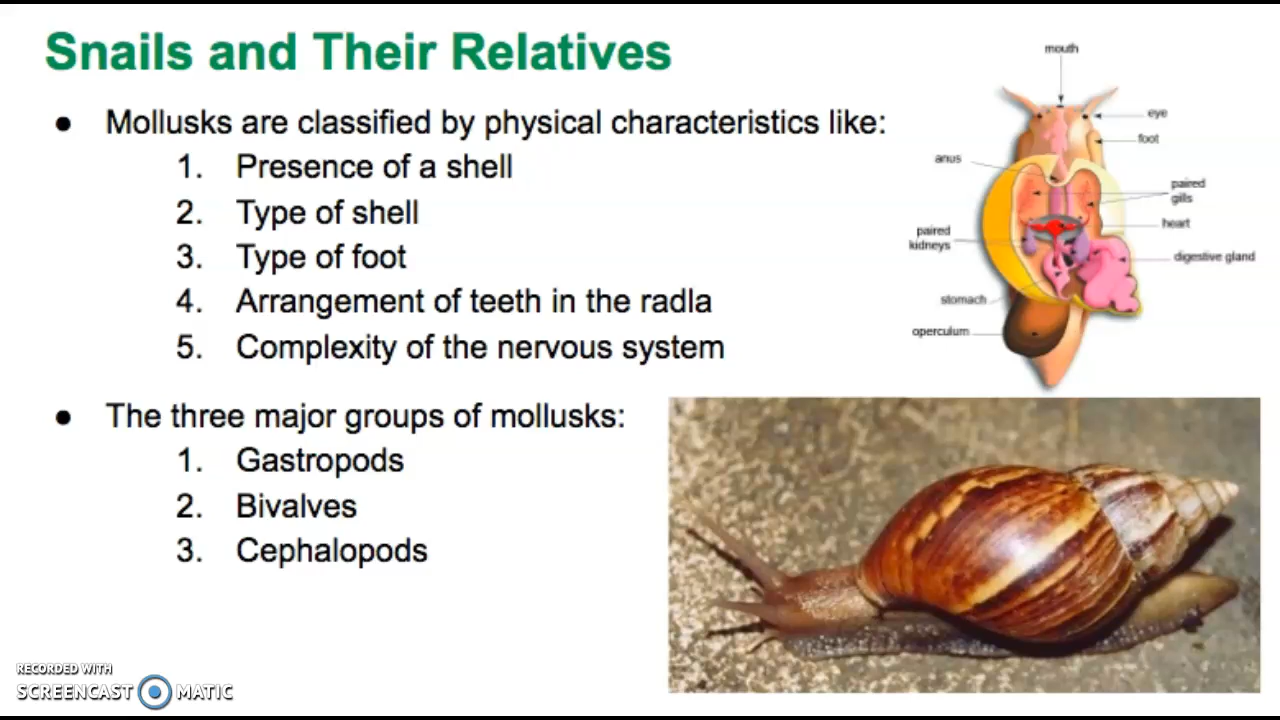 Snails and Their Relatives
● Mollusks are classified by physical characteristics like:
1. Presence of a shell
2. Type of shell
3. Type of foot
4. Arrangement of teeth in the radla
5. Complexity of the nervous system
● The three major groups of mollusks:
1. Gastropods
2. Bivalves
3. Cephalopods
mouth
eye
foot
anus
paired
gills
heart
paired
kidneys
digestive gland
stomach
operculum
RECORDED WITH
SCREENCAST MATIC